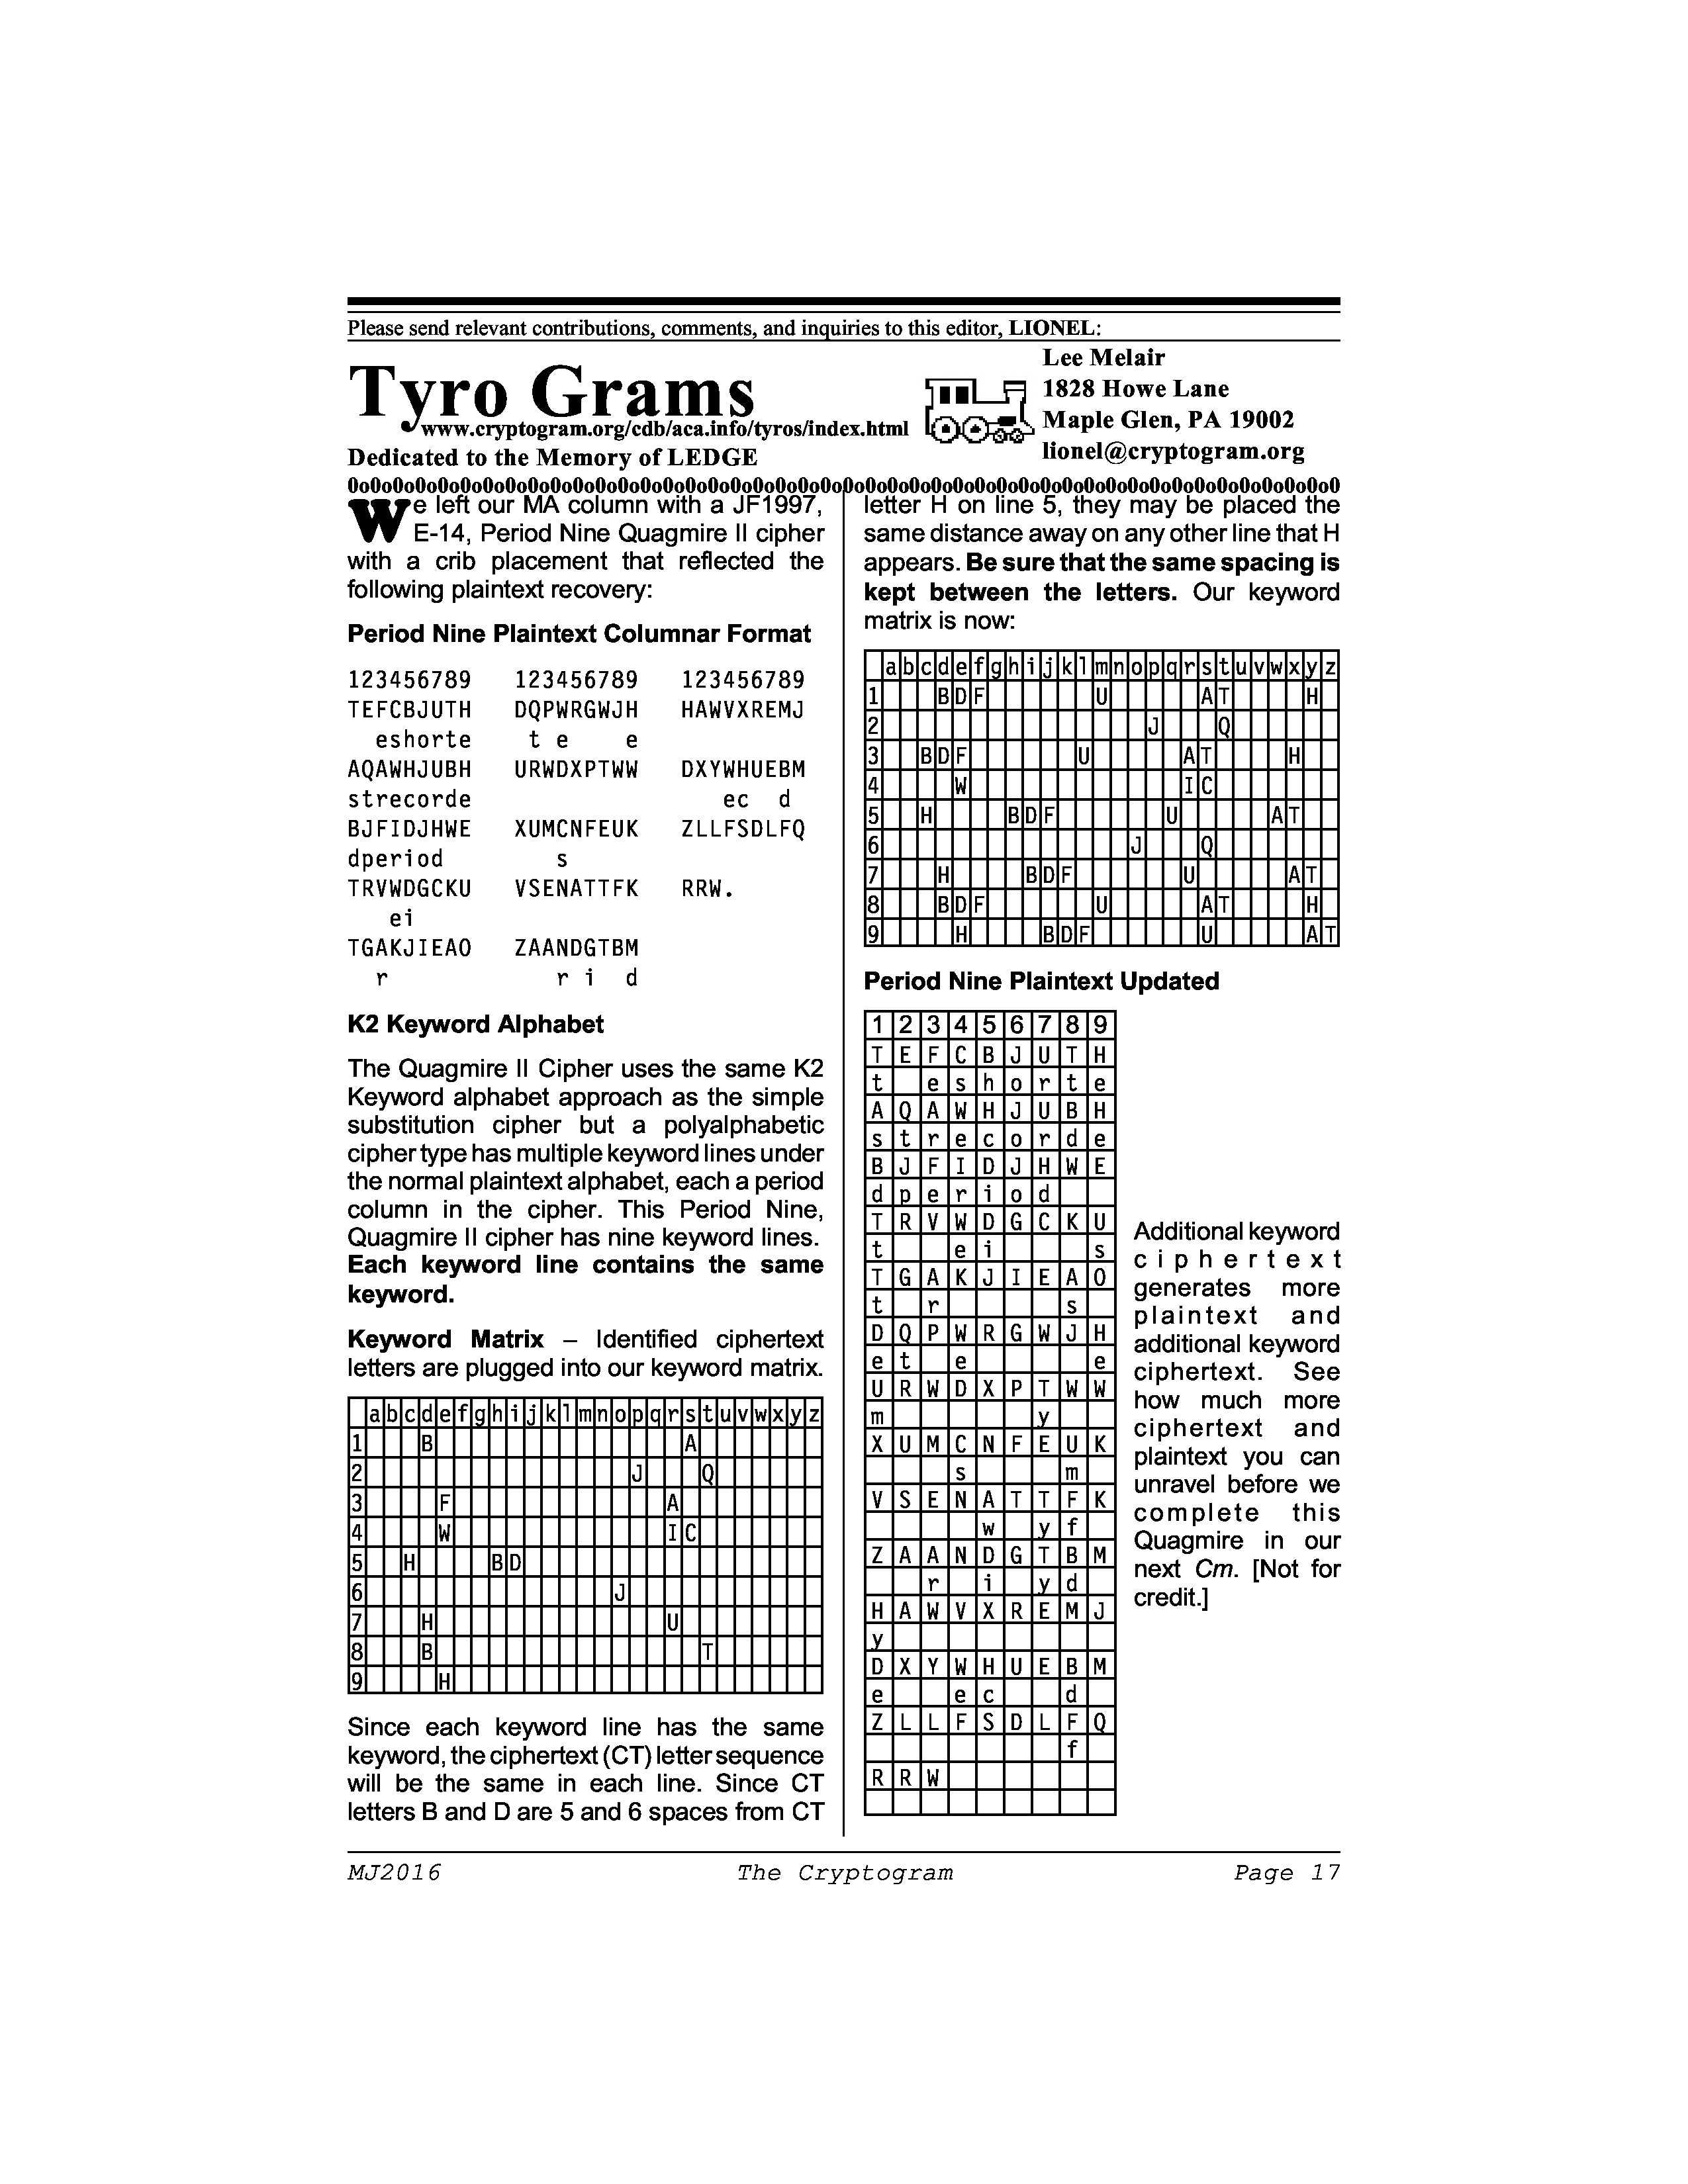 Please send relevant contributions, comments, and inquiries to this editor, LIONEL:
Tyro Grams
www.cryptogram.org/cdb/aca.info/tyros/index.html
Dedicated to the Memory of LEDGE
Lee Melair
1828 Howe Lane
Maple Glen, PA 19002
lionel@cryptogram.org
We left our MA column with a JF1997,
E-14, Period Nine Quagmire II cipher
with a crib placement that reflected the
following plaintext recovery:
Period Nine Plaintext Columnar Format
123456789 123456789 123456789
TEFCBJUTH DQPWRGWJH HAWVXREMJ
eshorte t e e
AQAWHJUBH URWDXPTWW DXYWHUEBM
strecorde ec d
BJFIDJHWE XUMCNFEUK ZLLFSDLFQ
dperiod s
TRVWDGCKU VSENATTFK RRW.
ei
TGAKJIEAO ZAANDGTBM
r r i d
K2 Keyword Alphabet
The Quagmire II Cipher uses the same K2
Keyword alphabet approach as the simple
substitution cipher but a polyalphabetic
cipher type has multiple keyword lines under
the normal plaintext alphabet, each a period
column in the cipher. This Period Nine,
Quagmire II cipher has nine keyword lines.
Each keyword line contains the same
keyword.
Keyword Matrix – Identified ciphertext
letters are plugged into our keyword matrix.
a b c d e f g h i j k l m n o p q r s t u v w x y z
1 B A
2 J Q
3 F A
4 W I C
5 H B D
6 J
7 H U
8 B T
9 H
Since each keyword line has the same
keyword, the ciphertext (CT) letter sequence
will be the same in each line. Since CT
letters B and D are 5 and 6 spaces from CT
letter H on line 5, they may be placed the
same distance away on any other line that H
appears. Be sure that the same spacing is
kept between the letters. Our keyword
matrix is now:
a b c d e f g h i j k l m n o p q r s t u v w x y z
1 B D F U A T H
2 J Q
3 B D F U A T H
4 W I C
5 H B D F U A T
6 J Q
7 H B D F U A T
8 B D F U A T H
9 H B D F U A T
Period Nine Plaintext Updated
1 2 3 4 5 6 7 8 9
T E F C B J U T H
t e s h o r t e
A Q A W H J U B H
s t r e c o r d e
B J F I D J H W E
d p e r i o d
T R V W D G C K U
t e i s
T G A K J I E A O
t r s
D Q P W R G W J H
e t e e
U R W D X P T W W
m y
X U M C N F E U K
s m
V S E N A T T F K
w y f
Z A A N D G T B M
r i y d
H A W V X R E M J
y
D X Y W H U E B M
e e c d
Z L L F S D L F Q
f
R R W
Additional keyword
ciphertext
generates more
plaintext and
additional keyword
ciphertext. See
how much more
ciphertext and
plaintext you can
unravel before we
complete this
Quagmire in our
next Cm. [Not for
credit.]
MJ2016 The Cryptogram Page 17